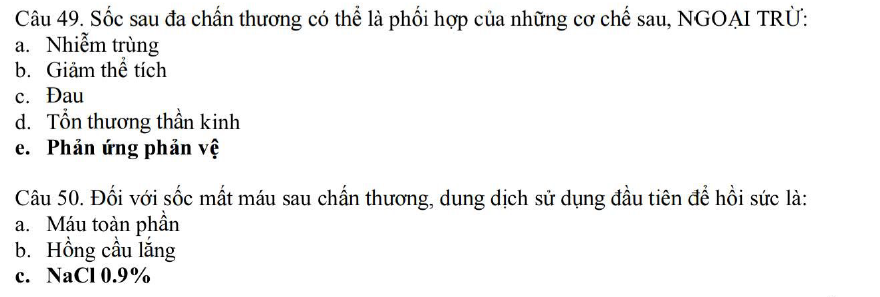 Câu 49. Sốc sau đa chấn thương có thể là phối hợp của những cơ chế sau, NGOẠI TRỪ:
a. Nhiễm trùng
b. Giảm thể tích
c. Đau
d. Tổn thương thần kinh
e. Phản ứng phản vệ
Câu 50. Đối với sốc mất máu sau chấn thương, dung dịch sử dụng đầu tiên để hồi sức là:
a. Máu toàn phần
b. Hồng cầu lắng
c. NaCl 0.9%